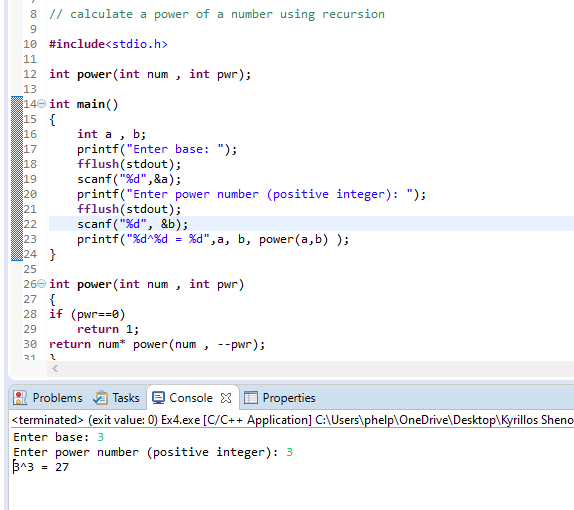 8 // calculate a power of a number using recursion
9
10 #include<stdio.h>
11
12 int power(int num , int pwr);
13
14 int main()
15 {
16     int a , b;
17     printf("Enter base: ");
18     fflush(stdout);
19     scanf("%d",&a);
20     printf("Enter power number (positive integer): ");
21     fflush(stdout);
22     scanf("%d", &b);
23     printf("%d^%d = %d",a, b, power(a,b) );
24 }
25
26 int power(int num , int pwr)
27 {
28 if (pwr==0)
29     return 1;
30 return num* power(num , --pwr);
31 }
Problems Tasks Console Properties
<terminated> (exit value: 0) Ex4.exe [C/C++ Application] C:\Users\phelp\OneDrive\Desktop\Kyrillos Sheno
Enter base: 3
Enter power number (positive integer): 3
3^3 = 27